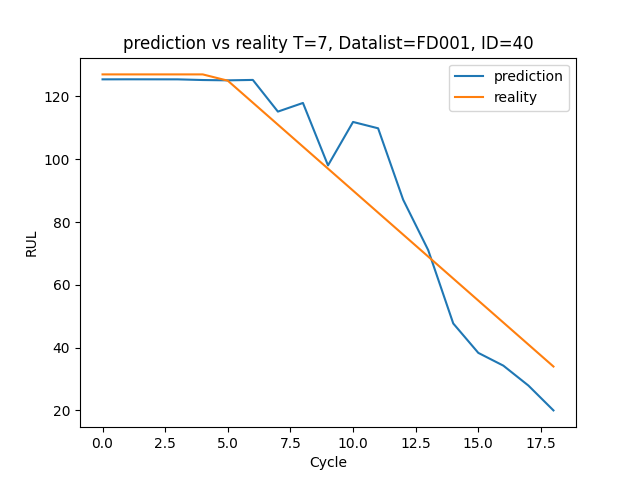 prediction vs reality T=7, Datalist=FD001, ID=40
prediction
reality
RUL
120
100
80
60
40
20
0.0 2.5 5.0 7.5 10.0 12.5 15.0 17.5
Cycle